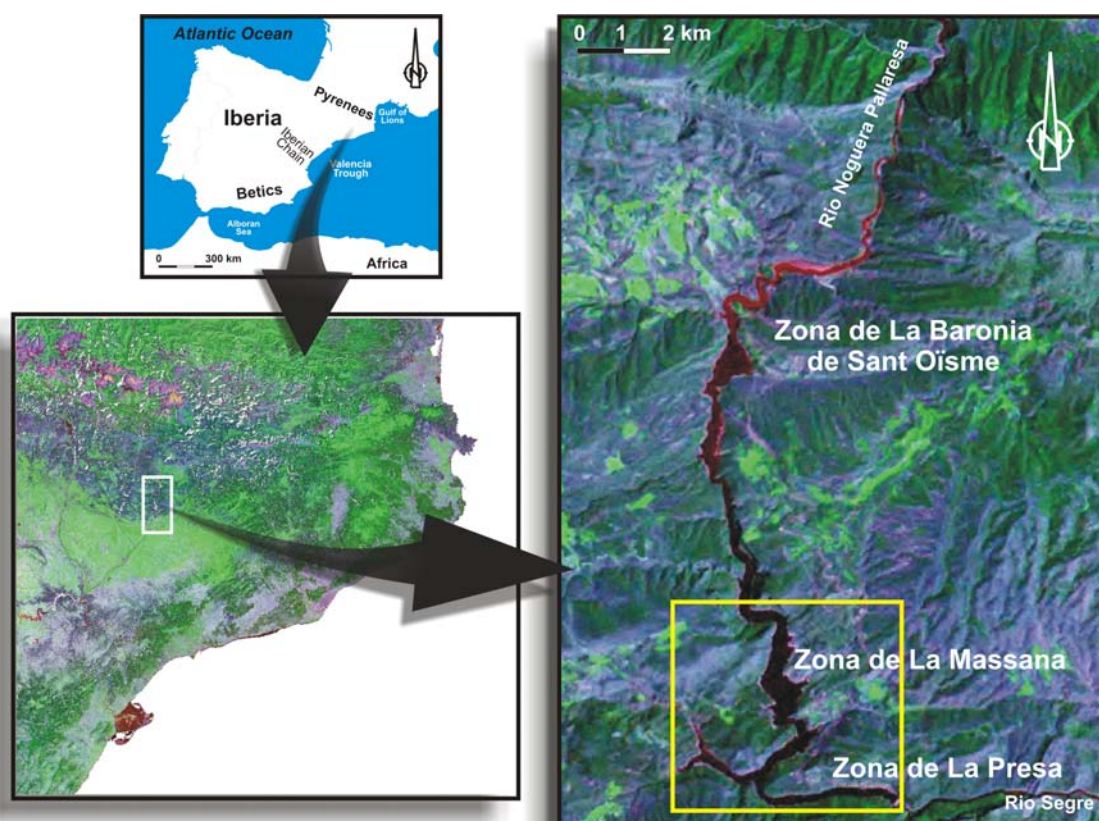 Atlantic Ocean
Pyrenees
Gulf of
Lions
Iberia
Iberian
Chain
Valencia
Trough
Betics
Alboran
Sea
0 300 km
Africa
N
0 1 2 km
Rio Noguera Pallaresa
N
Zona de La Baronia
de Sant Oïsme
Zona de La Massana
Zona de La Presa
Rio Segre